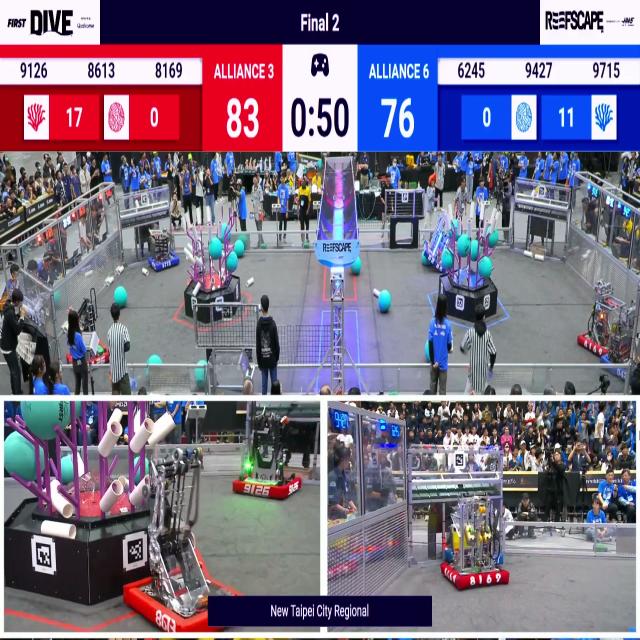 FIRST DIVE
Final 2
REEFSCAPE
9126 8613 8169
ALLIANCE 3
ALLIANCE 6
6245 9427 9715
17 0
83
0:50
76
0 11
REEFSCAPE
9126
8169
New Taipei City Regional